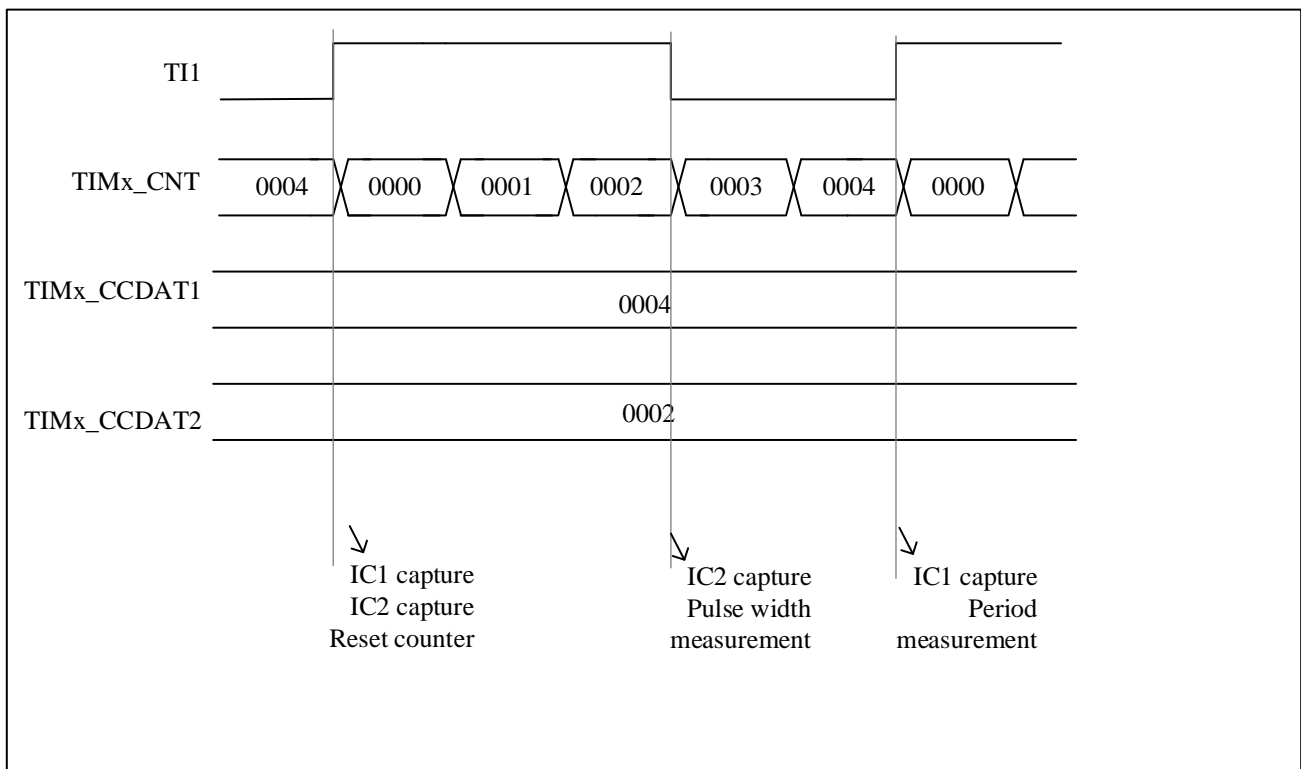 TI1
TIMx_CNT
0004 0000 0001 0002 0003 0004 0000
TIMx_CCDAT1
0004
TIMx_CCDAT2
0002
IC1 capture
IC2 capture
Reset counter
IC2 capture
Pulse width
measurement
IC1 capture
Period
measurement